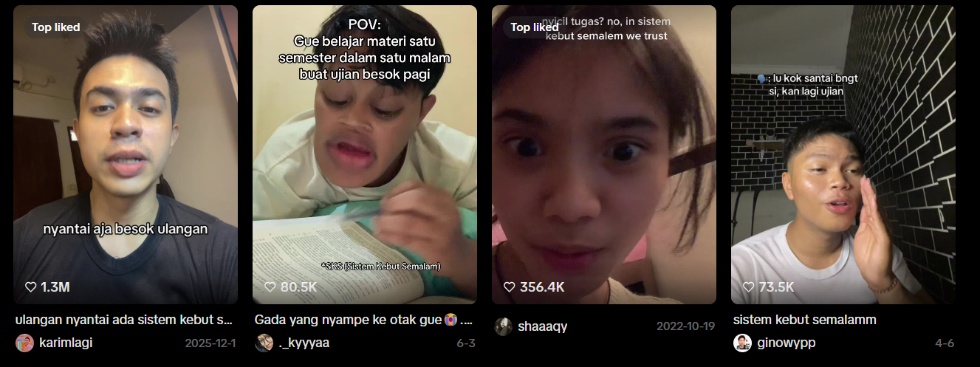 Top liked
nyantai aja besok ulangan
1.3M
ulangan nyantai ada sistem kebut s...
karimlagi
2025-12-1
POV:
Gue belajar materi satu
semester dalam satu malam
buat ujian besok pagi
*SKS (Sistem Kebut Semalam)
80.5K
Gada yang nyampe ke otak gue😭....
._kyyyaa
6-3
Top liked
nyicil tugas? no, in sistem
kebut semalem we trust
356.4K
shaaaqy
2022-10-19
🗣: lu kok santai bngt
si, kan lagi ujian
73.5K
sistem kebut semalamm
ginowypp
4-6